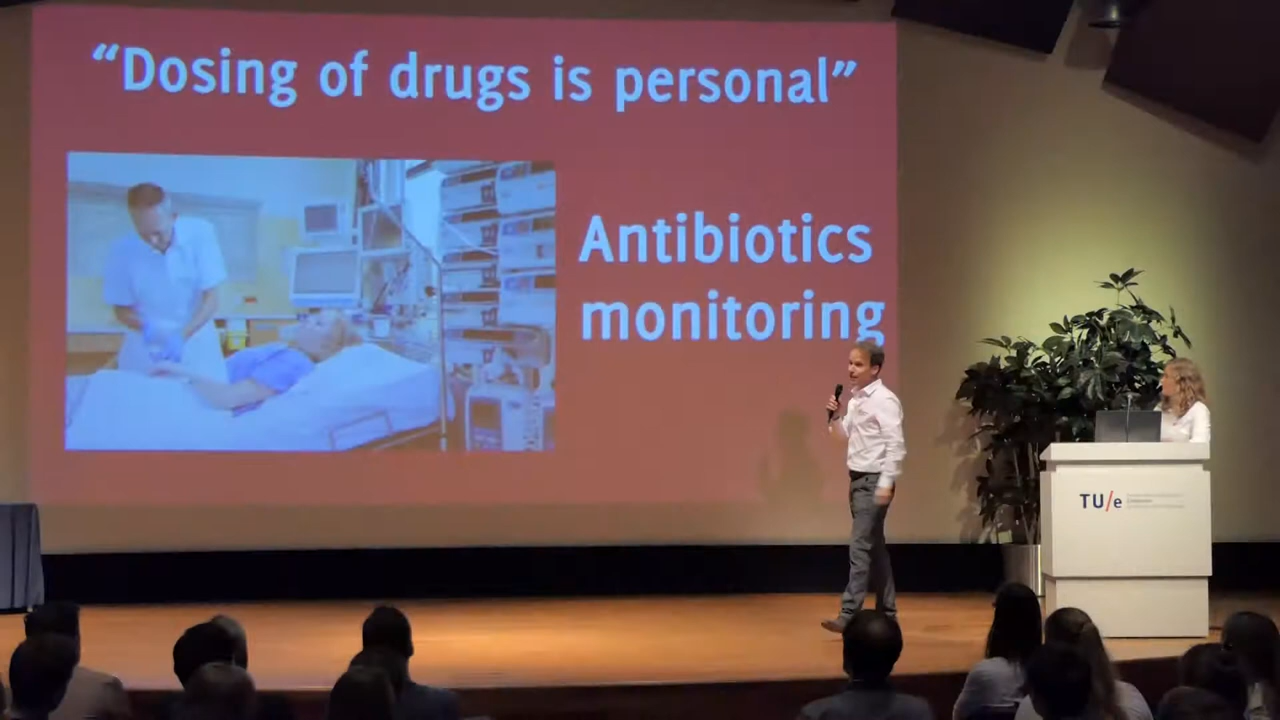 “Dosing of drugs is personal”
Antibiotics
monitoring
TU/e